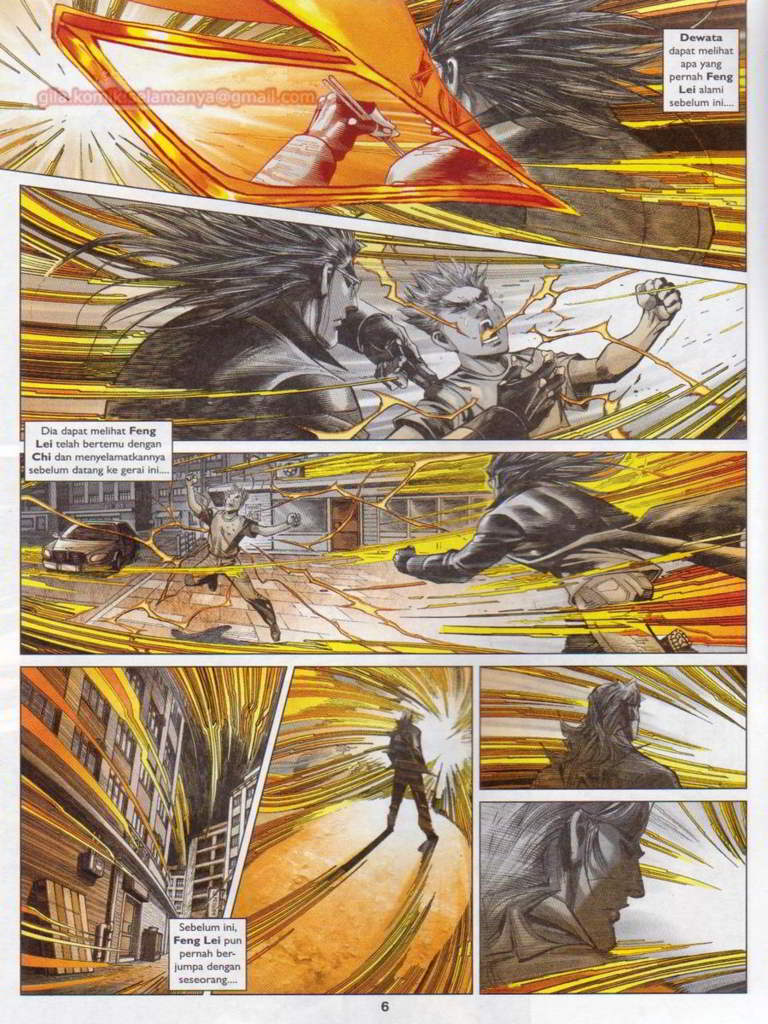 Dewata
dapat melihat
apa yang
pernah Feng
Lei alami
sebelum ini....
gila.komik.selamanya@gmail.com
Dia dapat melihat Feng
Lei telah bertemu dengan
Chi dan menyelamatkannya
sebelum datang ke gerai ini....
Sebelum ini,
Feng Lei pun
pernah ber-
jumpa dengan
seseorang....
6